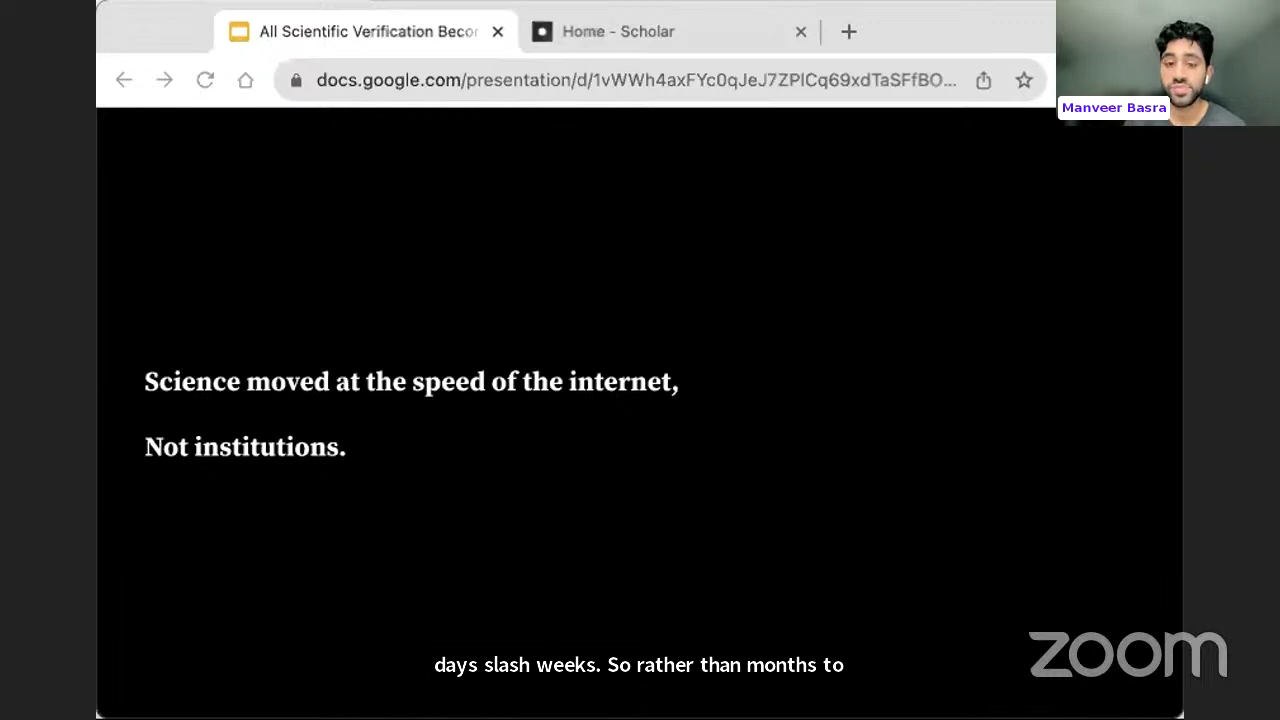 All Scientific Verification Becor
Home - Scholar
docs.google.com/presentation/d/1vWWh4axFYc0qJeJ7ZPlCq69xdTaSFfBO...
Manveer Basra
Science moved at the speed of the internet,
Not institutions.
days slash weeks. So rather than months to
zoom